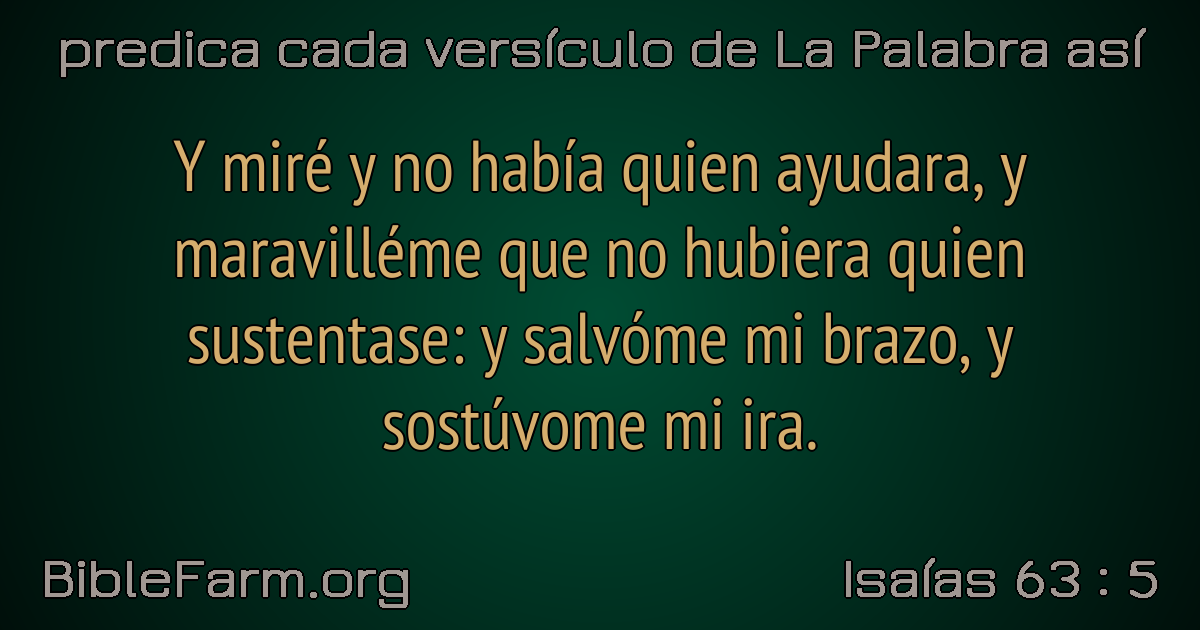 predica cada versículo de La Palabra así
Y miré y no había quien ayudara, y
maravilléme que no hubiera quien
sustentase: y salvóme mi brazo, y
sostúvome mi ira.
BibleFarm.org
Isaías 63 : 5